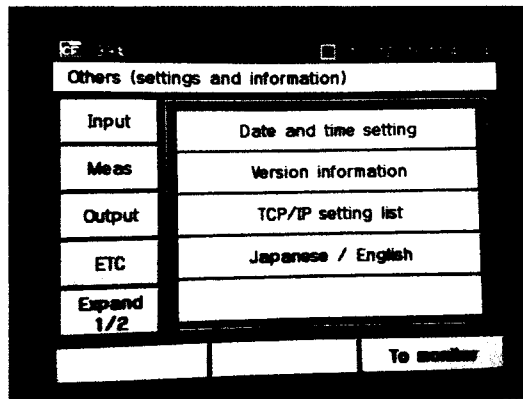 Others (settings and information)
Input
Meas
Output
ETC
Expand
1/2
Date and time setting
Version information
TCP/IP setting list
Japanese / English
To monitor